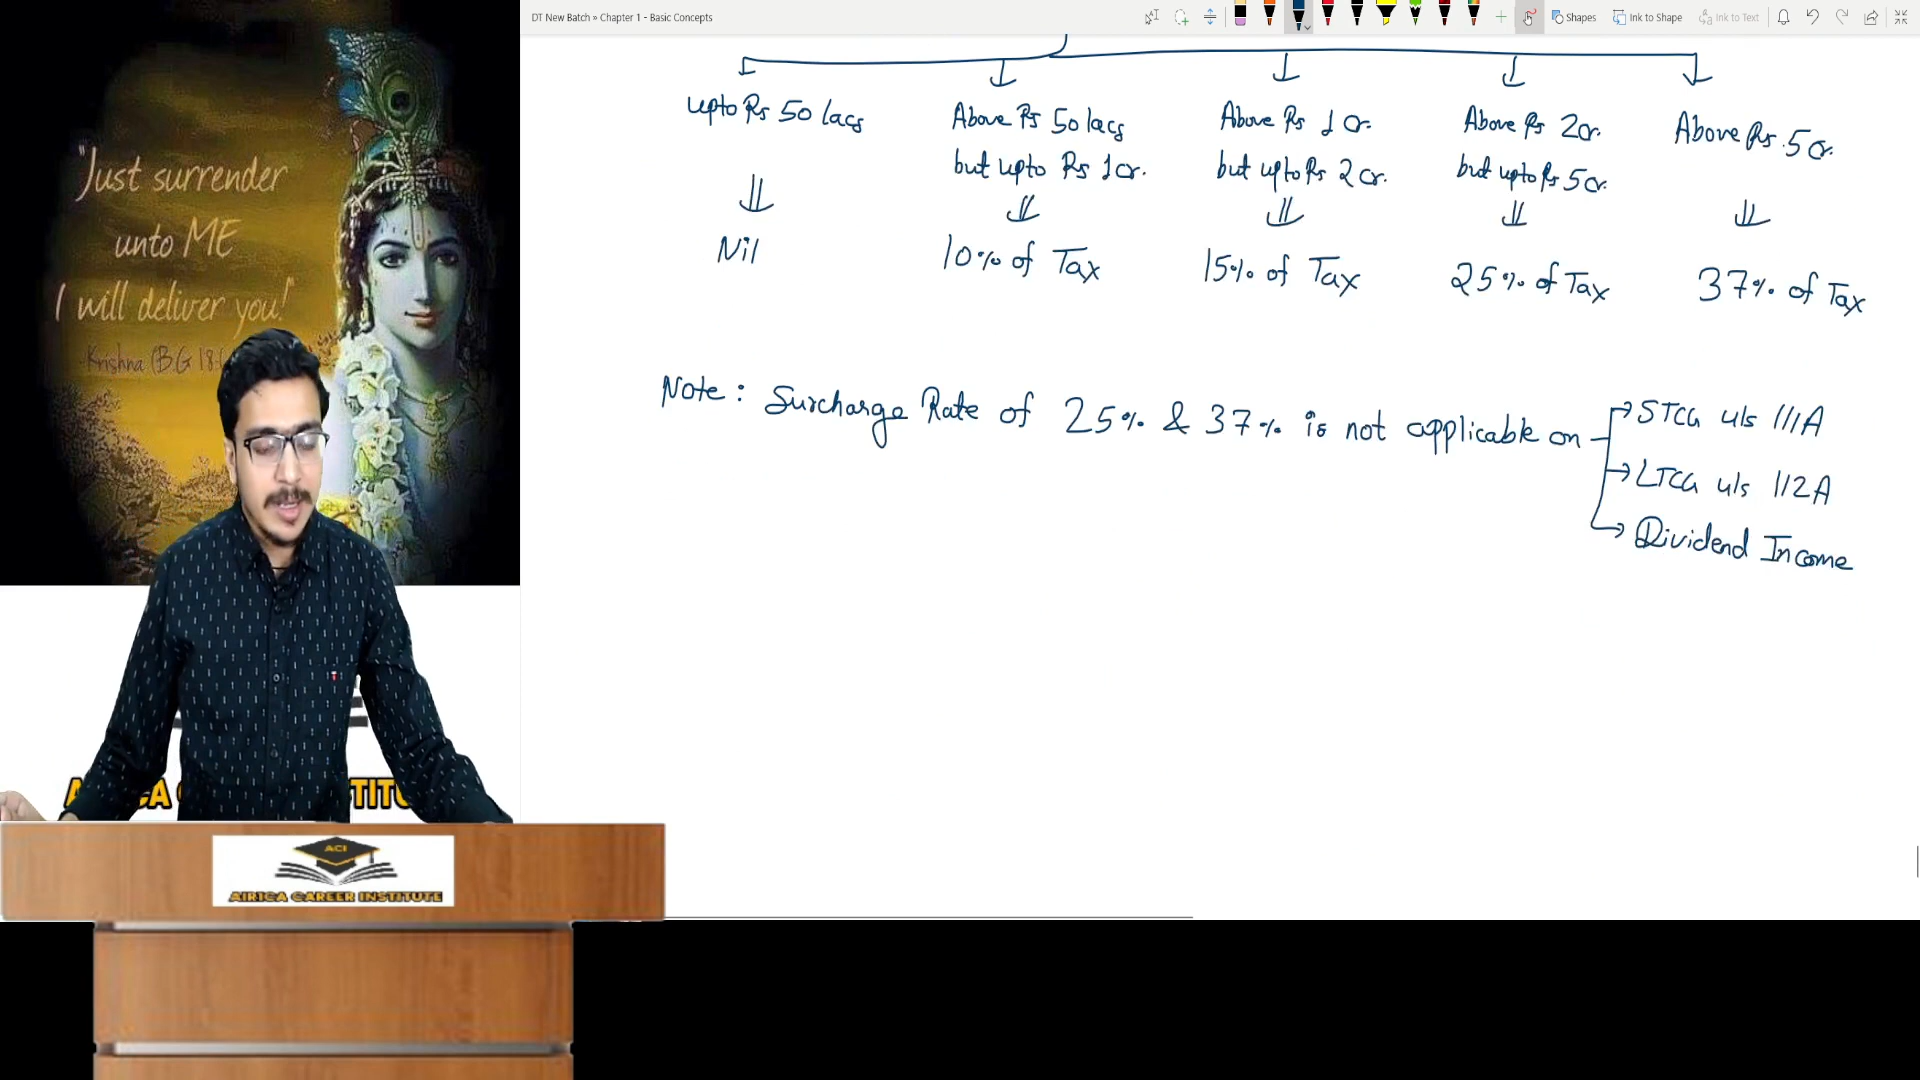 DT New Batch » Chapter 1 - Basic Concepts
Shapes
Ink to Shape
Ink to Text
"Just surrender
unto ME
I will deliver you!"
Krishna (B.G 18:
upto Rs 50 lacs
Nil
Above Rs 50 lacs
but upto Rs 1 cr.
10% of Tax
Above Rs 1 Cr.
but upto Rs 2 cr.
15% of Tax
Above Rs 2 cr.
but upto Rs 5 cr.
25% of Tax
Above Rs. 5 cr.
37% of Tax
Note : Surcharge Rate of 25% & 37% is not applicable on
STCG u/s 111A
LTCG u/s 112A
Dividend Income
ACI
AIRICA CAREER INSTITUTE